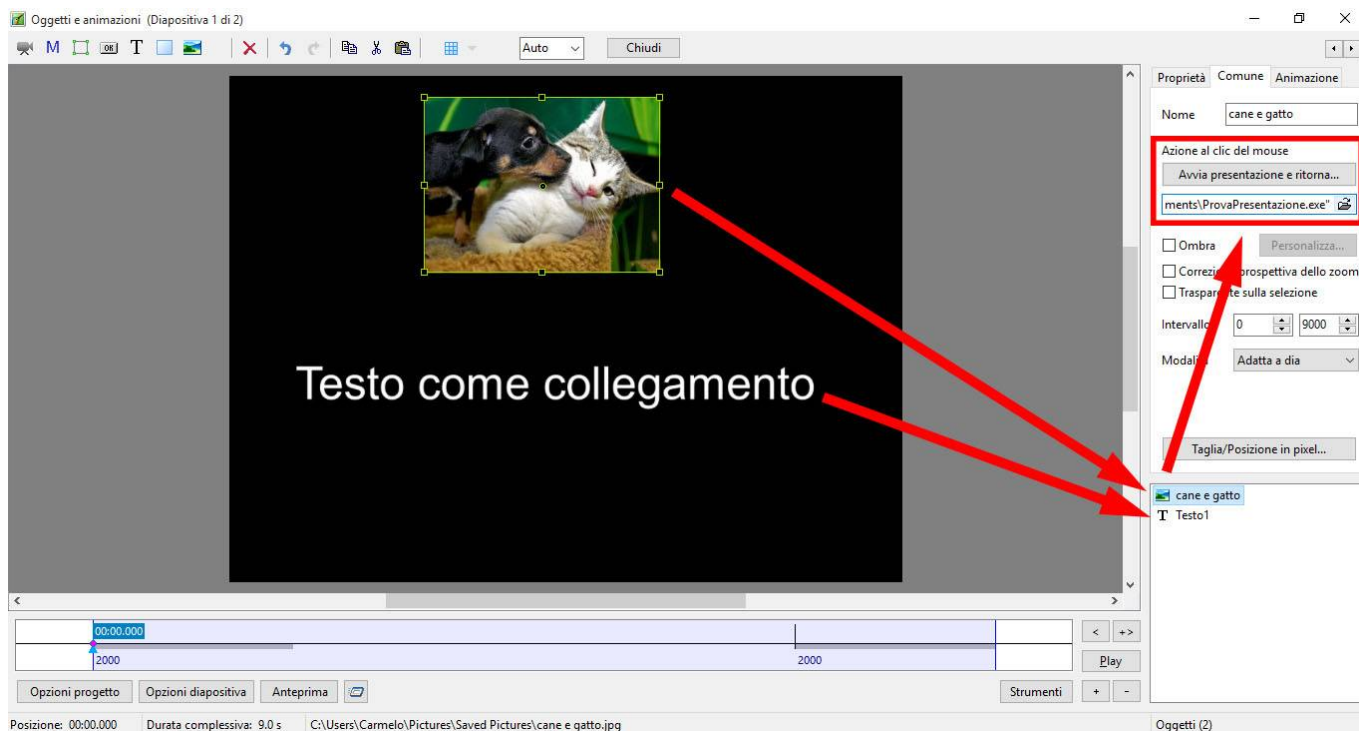 Oggetti e animazioni (Diapositiva 1 di 2)
M OK T Auto Chiudi
Proprietà Comune Animazione
Nome cane e gatto
Azione al clic del mouse
Avvia presentazione e ritorna...
ments\ProvaPresentazione.exe"
Ombra Personalizza...
prospettiva dello zoom
sulla selezione
0 9000
Adatta a dia
Taglia/Posizione in pixel...
Testo come collegamento
cane e gatto
T Testo1
00:00.000
2000 2000
< +>
Play
Opzioni progetto Opzioni diapositiva Anteprima Strumenti + -
Posizione: 00:00.000 Durata complessiva: 9.0 s C:\Users\Carmelo\Pictures\Saved Pictures\cane e gatto.jpg Oggetti (2)